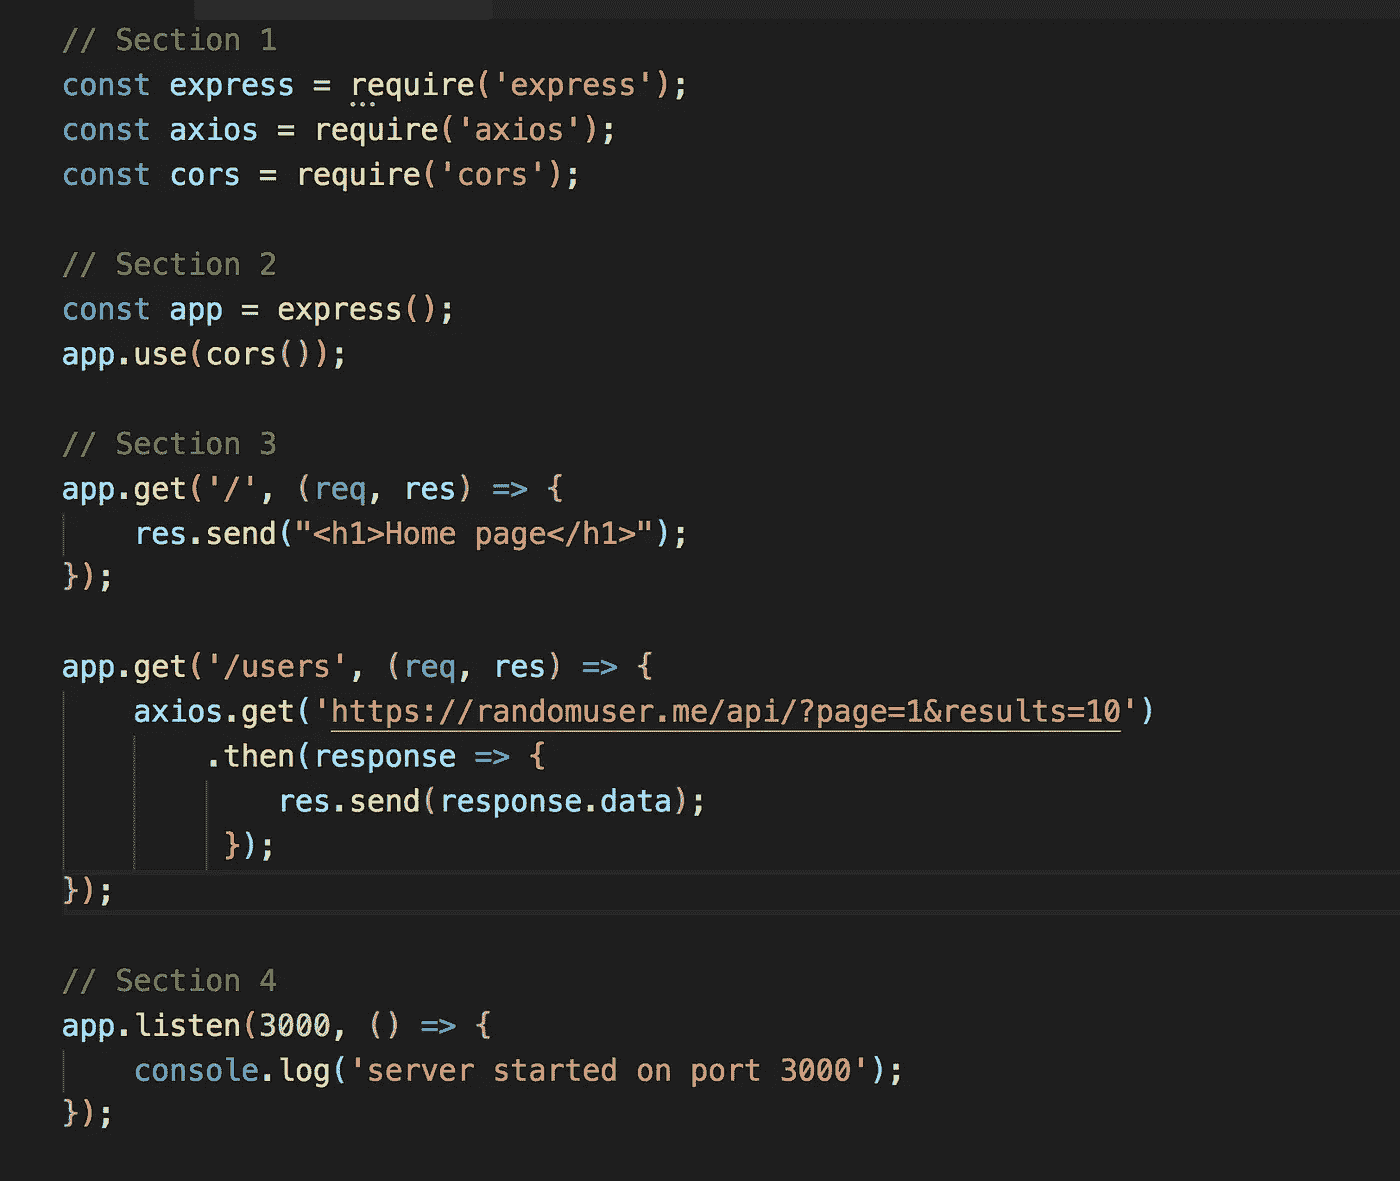 // Section 1
const express = require('express');
const axios = require('axios');
const cors = require('cors');
// Section 2
const app = express();
app.use(cors());
// Section 3
app.get('/', (req, res) => {
    res.send("<h1>Home page</h1>");
});
app.get('/users', (req, res) => {
    axios.get('https://randomuser.me/api/?page=1&results=10')
        .then(response => {
            res.send(response.data);
         });
});
// Section 4
app.listen(3000, () => {
    console.log('server started on port 3000');
});